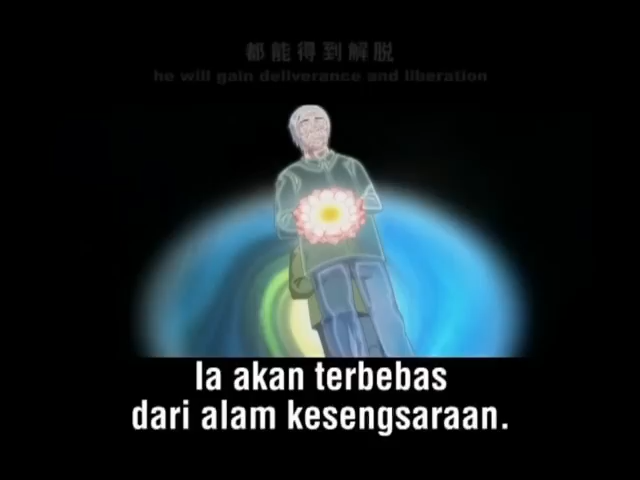 都能得到解脱
he will gain deliverance and liberation
Ia akan terbebas
dari alam kesengsaraan.